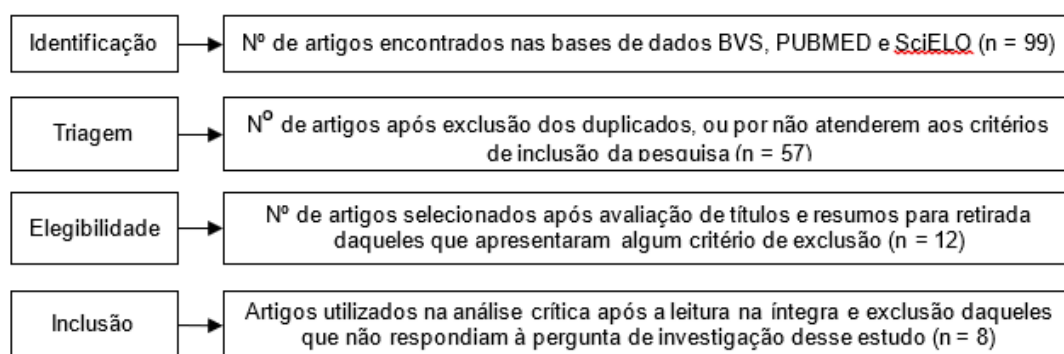 Identificação
Nº de artigos encontrados nas bases de dados BVS, PUBMED e SciELO (n = 99)
Triagem
Nº de artigos após exclusão dos duplicados, ou por não atenderem aos critérios
de inclusão da pesquisa (n = 57)
Elegibilidade
Nº de artigos selecionados após avaliação de títulos e resumos para retirada
daqueles que apresentaram algum critério de exclusão (n = 12)
Inclusão
Artigos utilizados na análise crítica após a leitura na íntegra e exclusão daqueles
que não respondiam à pergunta de investigação desse estudo (n = 8)